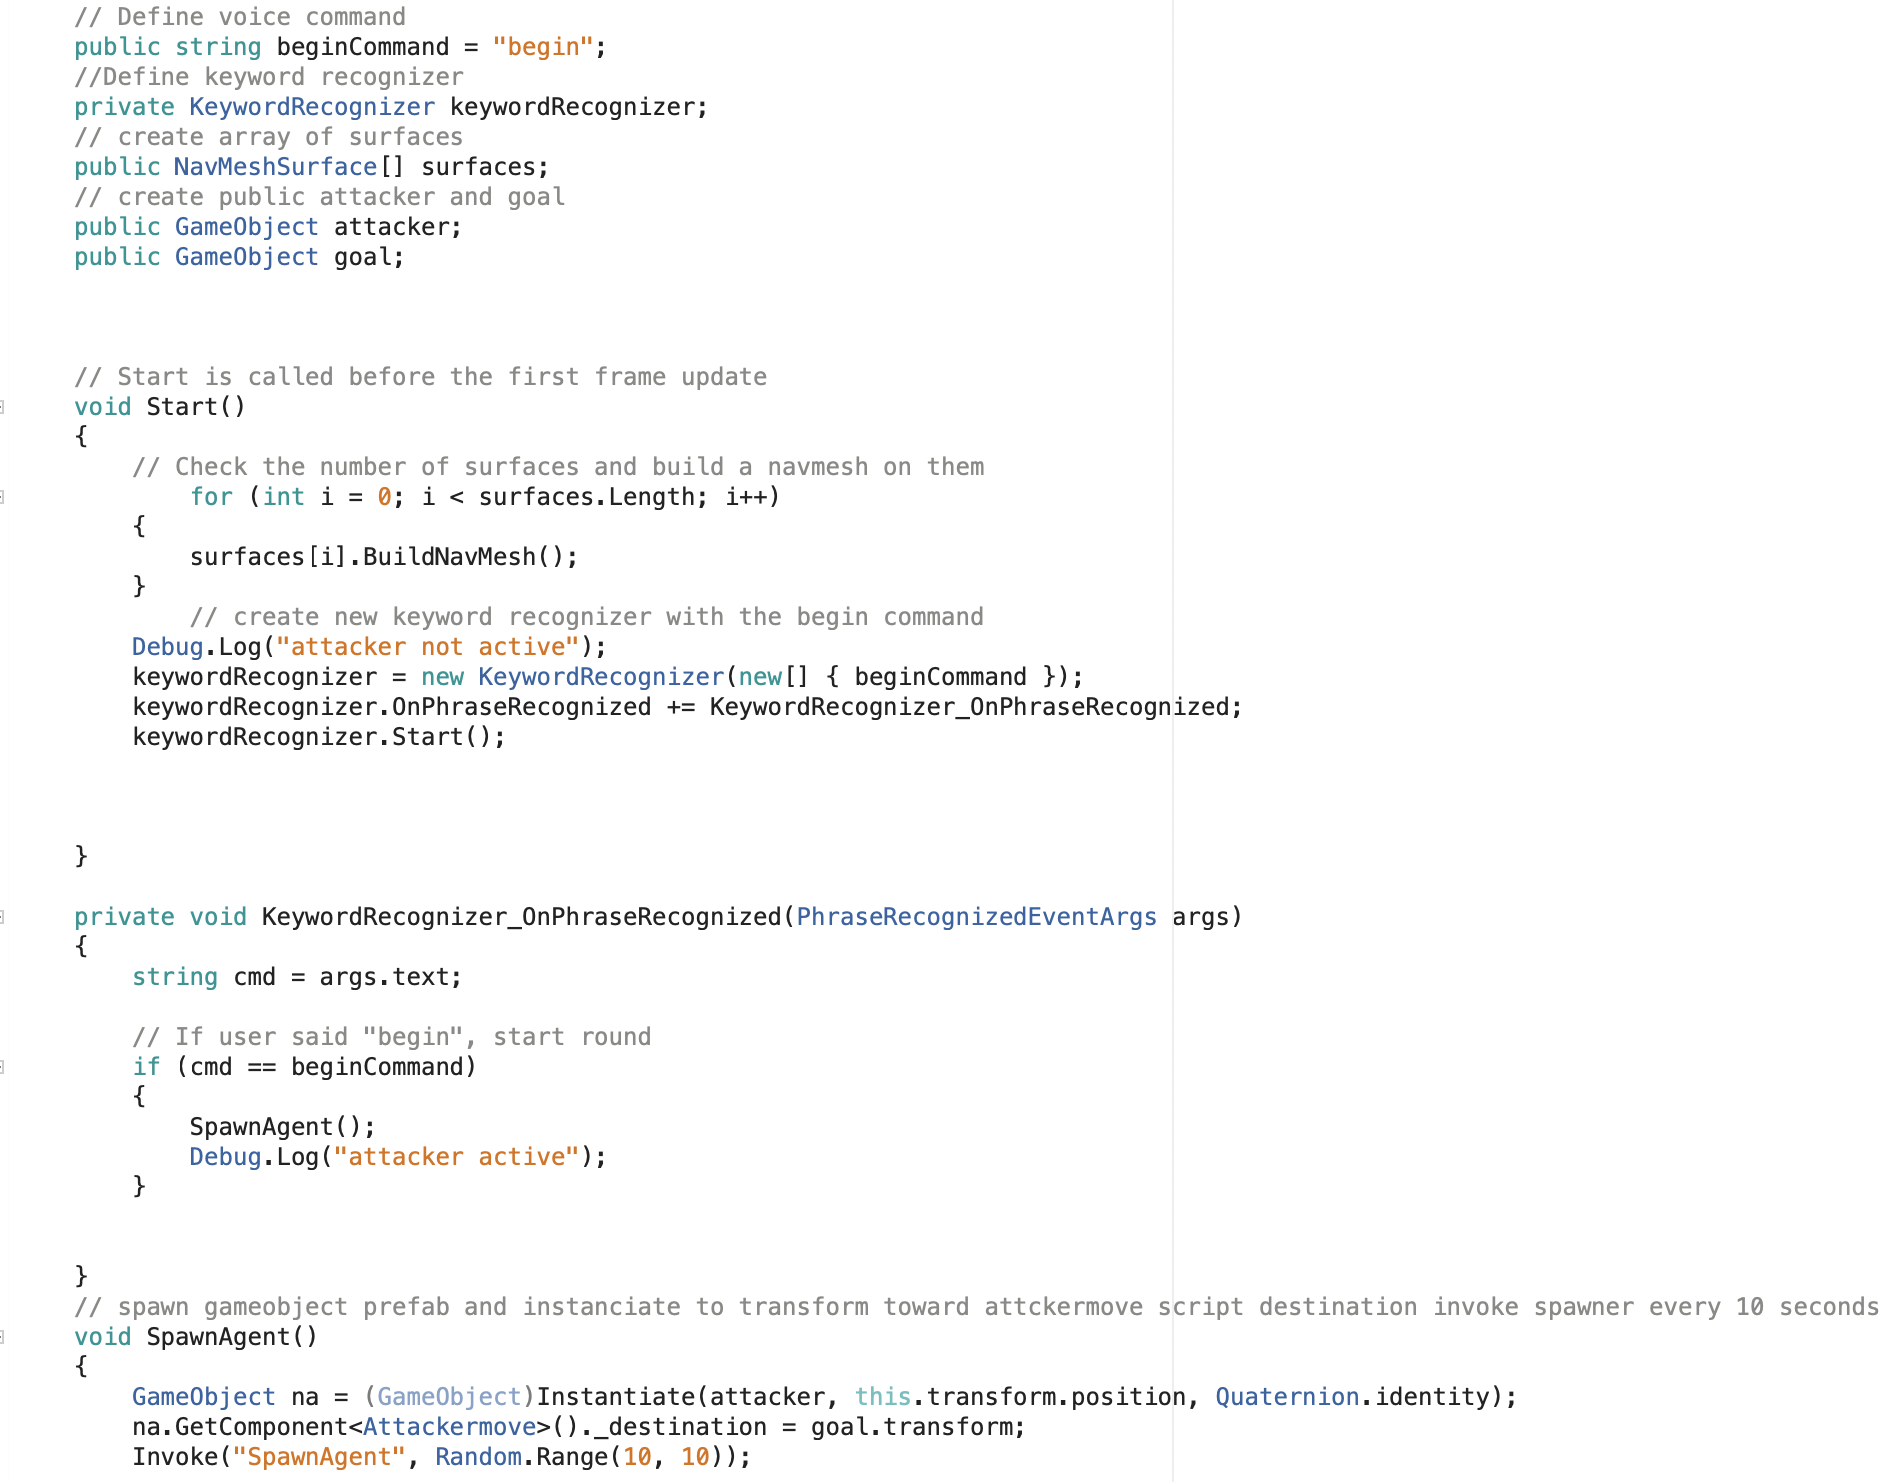 // Define voice command
public string beginCommand = "begin";
//Define keyword recognizer
private KeywordRecognizer keywordRecognizer;
// create array of surfaces
public NavMeshSurface[] surfaces;
// create public attacker and goal
public GameObject attacker;
public GameObject goal;
// Start is called before the first frame update
void Start()
{
// Check the number of surfaces and build a navmesh on them
for (int i = 0; i < surfaces.Length; i++)
{
surfaces[i].BuildNavMesh();
}
// create new keyword recognizer with the begin command
Debug.Log("attacker not active");
keywordRecognizer = new KeywordRecognizer(new[] { beginCommand });
keywordRecognizer.OnPhraseRecognized += KeywordRecognizer_OnPhraseRecognized;
keywordRecognizer.Start();
}
private void KeywordRecognizer_OnPhraseRecognized(PhraseRecognizedEventArgs args)
{
string cmd = args.text;
// If user said "begin", start round
if (cmd == beginCommand)
{
SpawnAgent();
Debug.Log("attacker active");
}
}
// spawn gameobject prefab and instanciate to transform toward attckermove script destination invoke spawner every 10 seconds
void SpawnAgent()
{
GameObject na = (GameObject)Instantiate(attacker, this.transform.position, Quaternion.identity);
na.GetComponent<Attackermove>()._destination = goal.transform;
Invoke("SpawnAgent", Random.Range(10, 10));